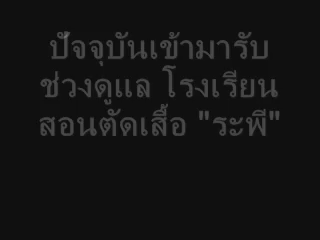 ปัจจุบันเข้ามารับ
ช่วงดูแล โรงเรียน
สอนตัดเสื้อ "ระพี"